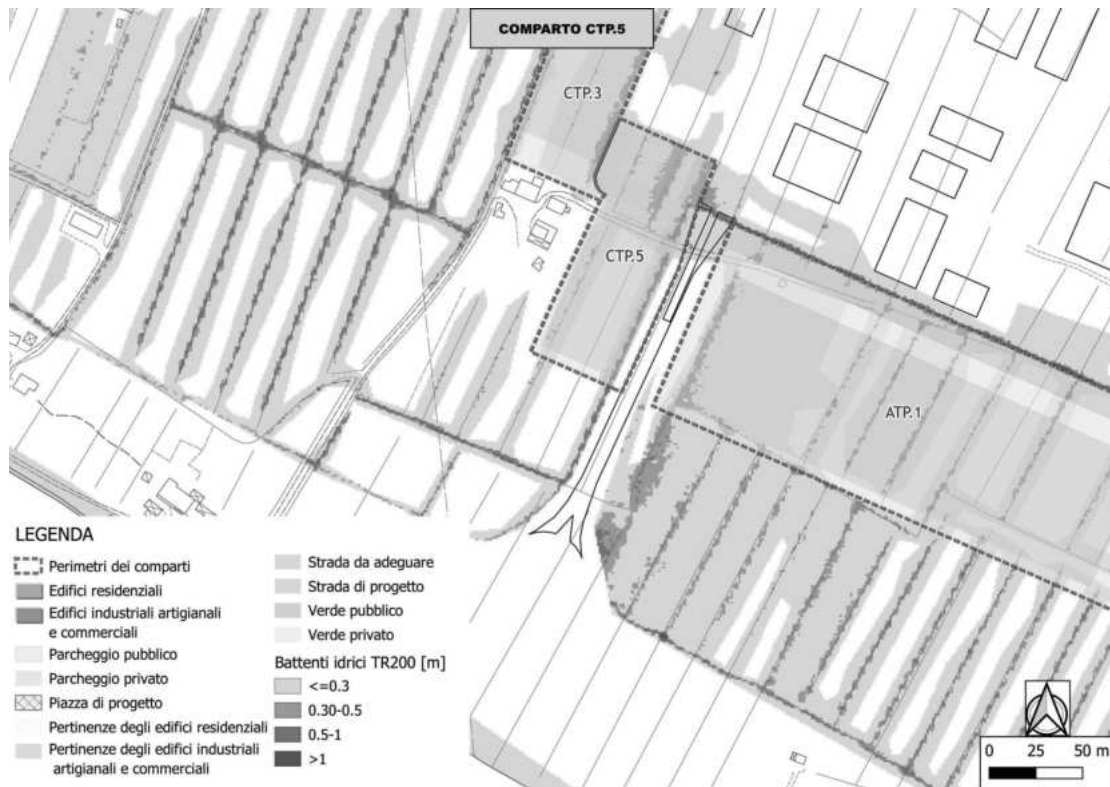 COMPARTO CTP.5
CTP.3
CTP.5
ATP.1
LEGENDA
Perimetri dei comparti
Edifici residenziali
Edifici industriali artigianali
e commerciali
Parcheggio pubblico
Parcheggio privato
Piazza di progetto
Pertinenze degli edifici residenziali
Pertinenze degli edifici industriali
artigianali e commerciali
Strada da adeguare
Strada di progetto
Verde pubblico
Verde privato
Battenti idrici TR200 [m]
<=0.3
0.30-0.5
0.5-1
>1
0 25 50 m